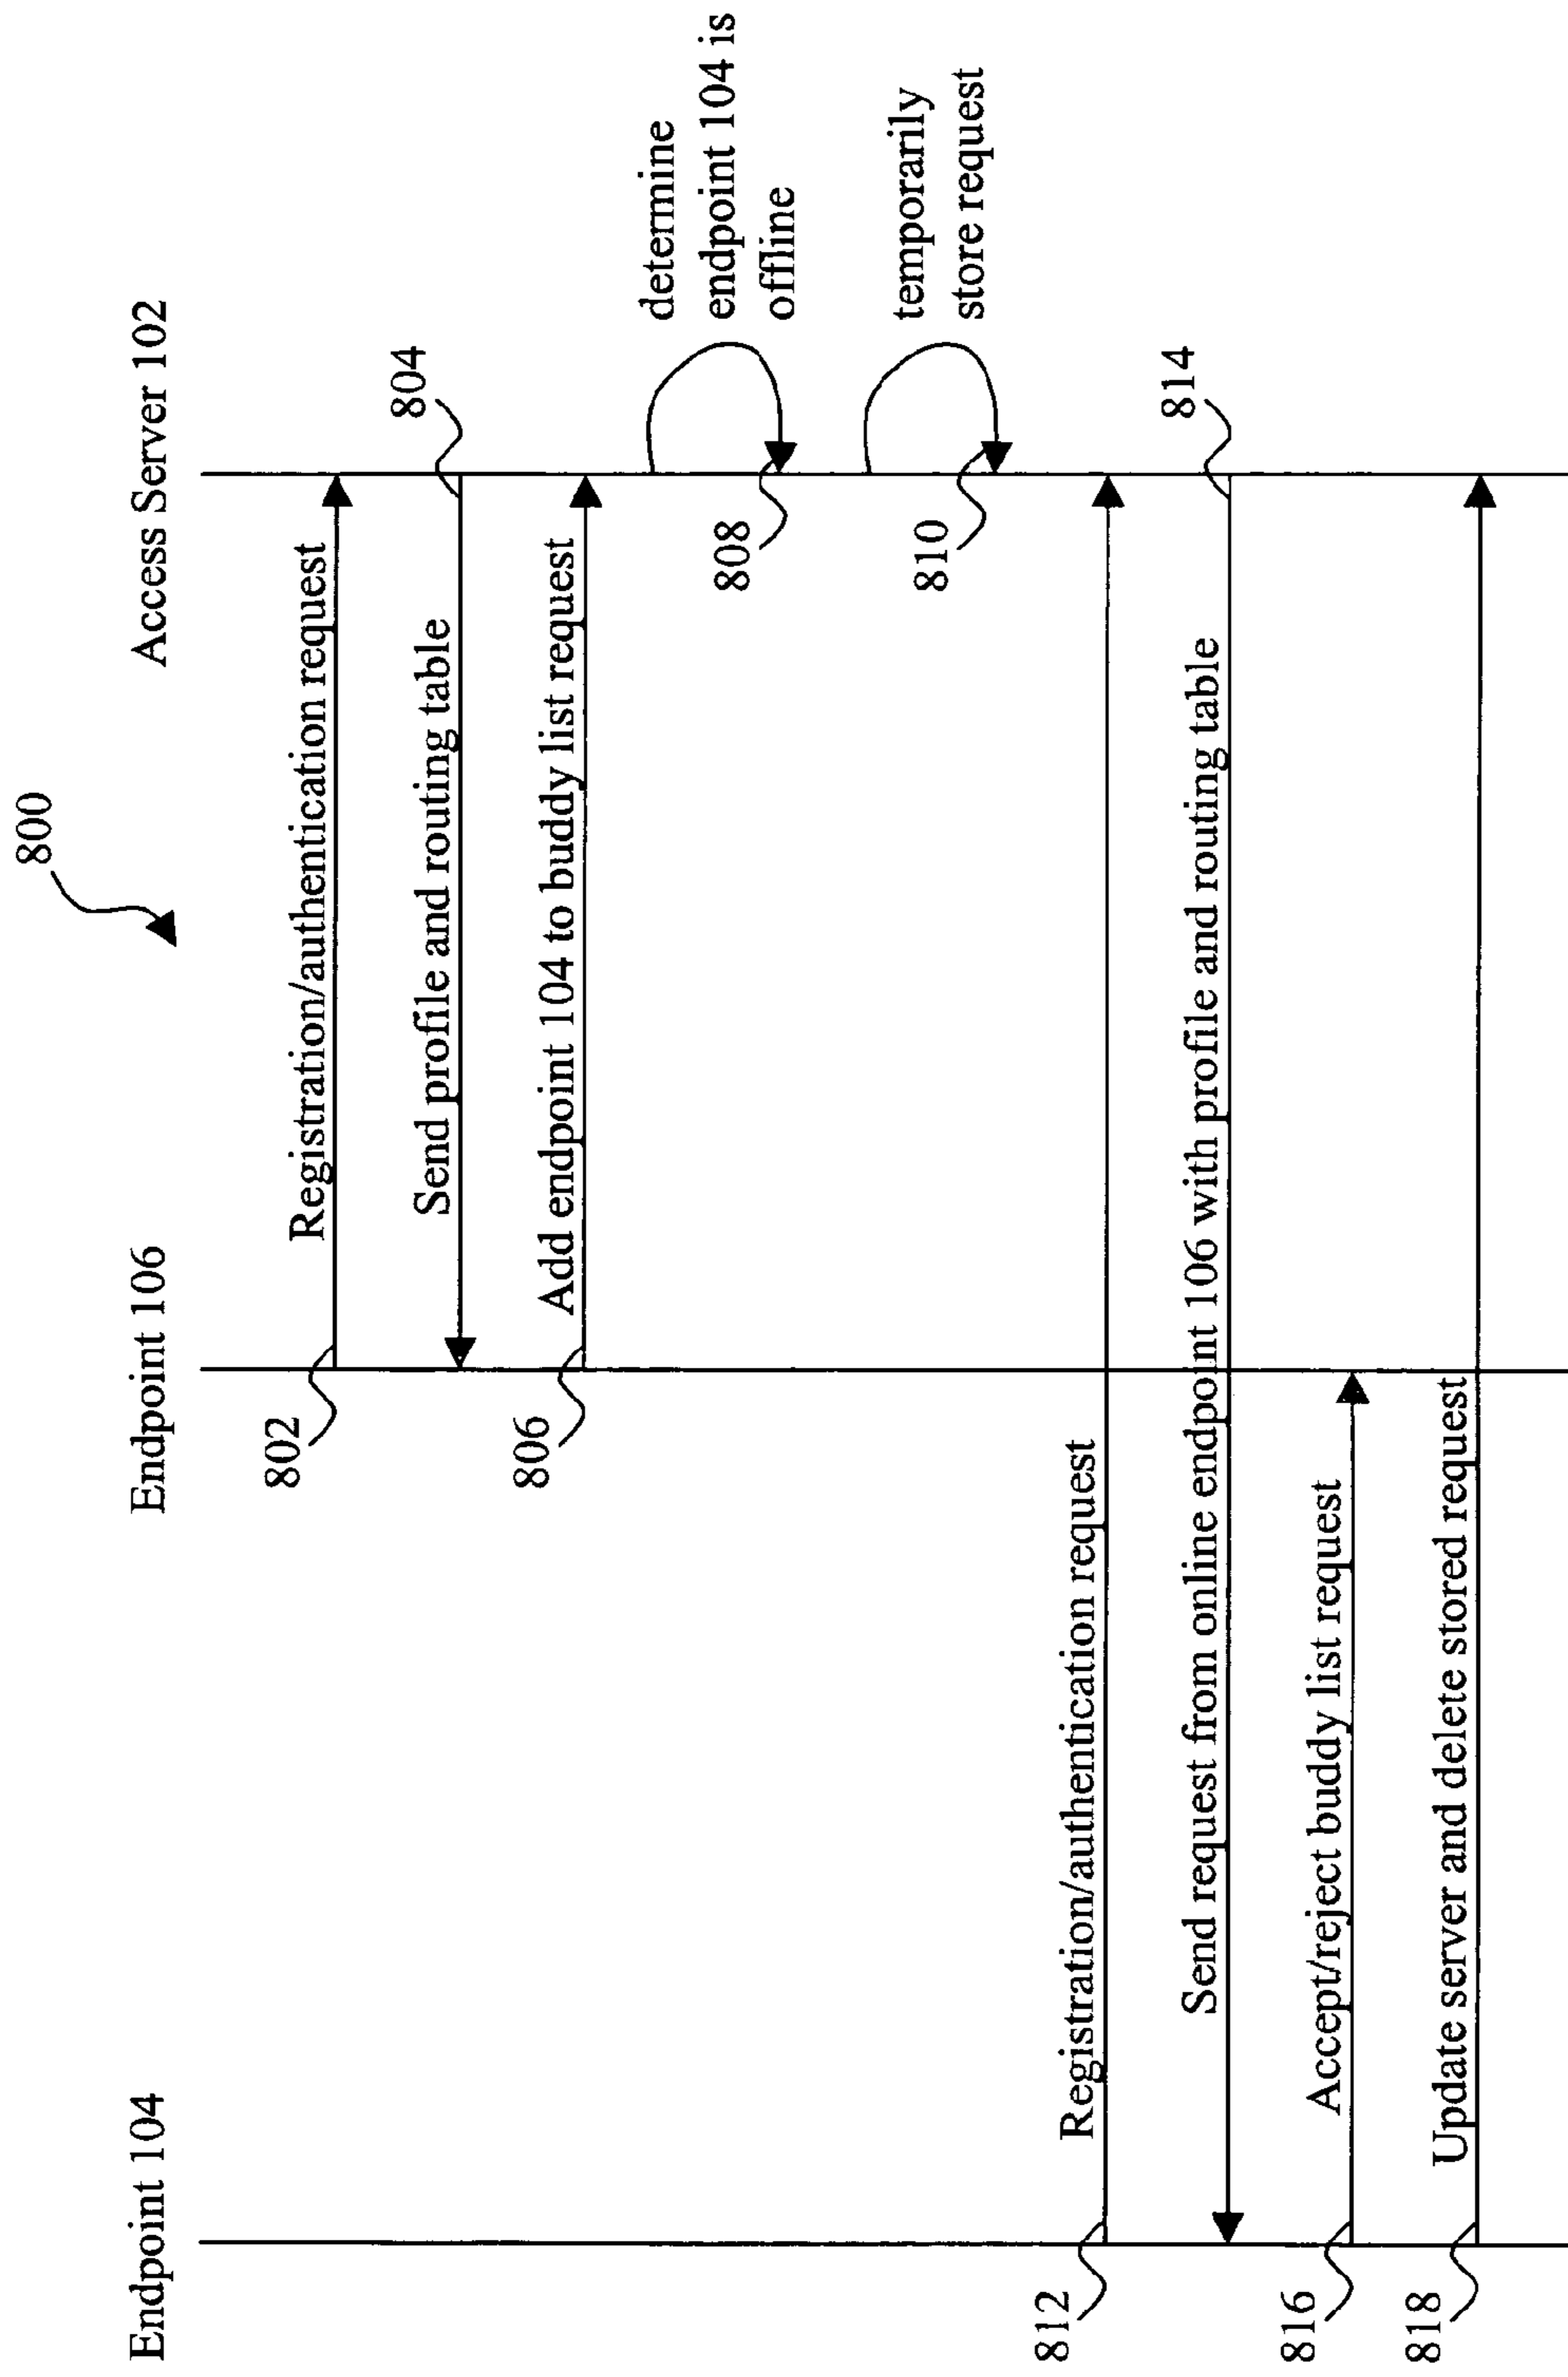 800
Endpoint 104
Endpoint 106
Access Server 102
802
Registration/authentication request
Send profile and routing table
804
806
Add endpoint 104 to buddy list request
determine
endpoint 104 is
offline
808
temporarily
store request
810
812
Registration/authentication request
Send request from online endpoint 106 with profile and routing table
814
816
Accept/reject buddy list request
818
Update server and delete stored request